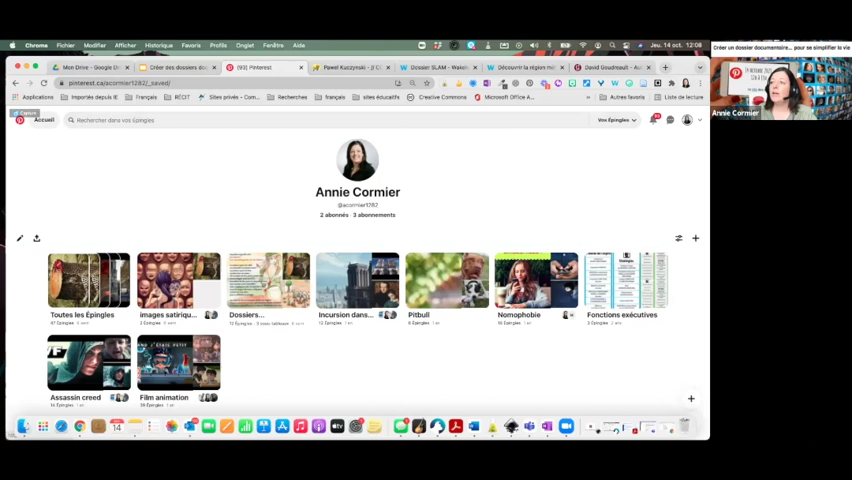 Chrome Fichier Modifier Afficher Historique Favoris Profils Onglet Fenêtre Aide
Jeu. 14 oct. 12:08
Mon Drive - Google Dr
Créer des dossiers doc
(93) Pinterest
Pawel Kuczynski - //
Dossier SLAM - Wakel
Découvrir la région mé
David Goudreault - Au
pinterest.ca/acormier1282/_saved/
Applications
Importés depuis IE
Français
RÉCIT
Sites privés - Com...
Recherches
français
sites éducatifs
Creative Commons
Microsoft Office A...
Autres favoris
Liste de lecture
Accueil
Rechercher dans vos Épingles
Vos Épingles
Annie Cormier
@acormier1282
2 abonnés · 3 abonnements
Toutes les Épingles
images satiriqu...
Dossiers...
Incursion dans...
Pitbull
Nomophobie
Fonctions exécutives
Assassin creed
Film animation
Créer un dossier documentaire... pour se simplifier la vie
Annie Cormier